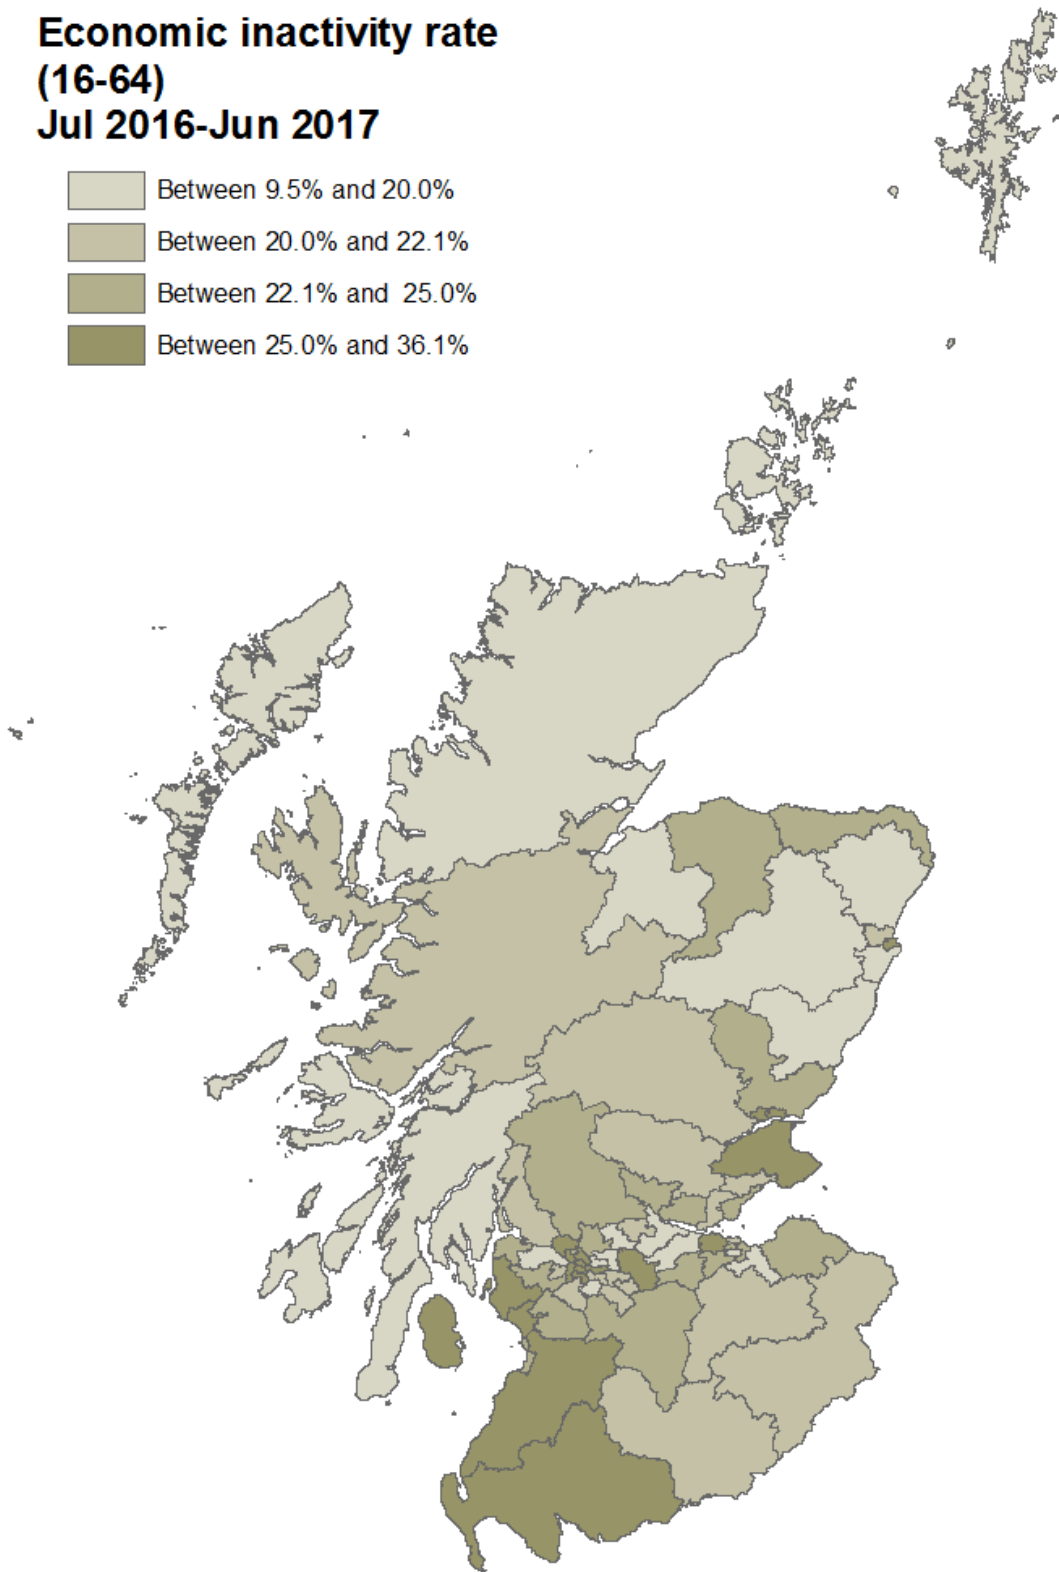 Economic inactivity rate
(16-64)
Jul 2016-Jun 2017
Between 9.5% and 20.0%
Between 20.0% and 22.1%
Between 22.1% and  25.0%
Between 25.0% and 36.1%